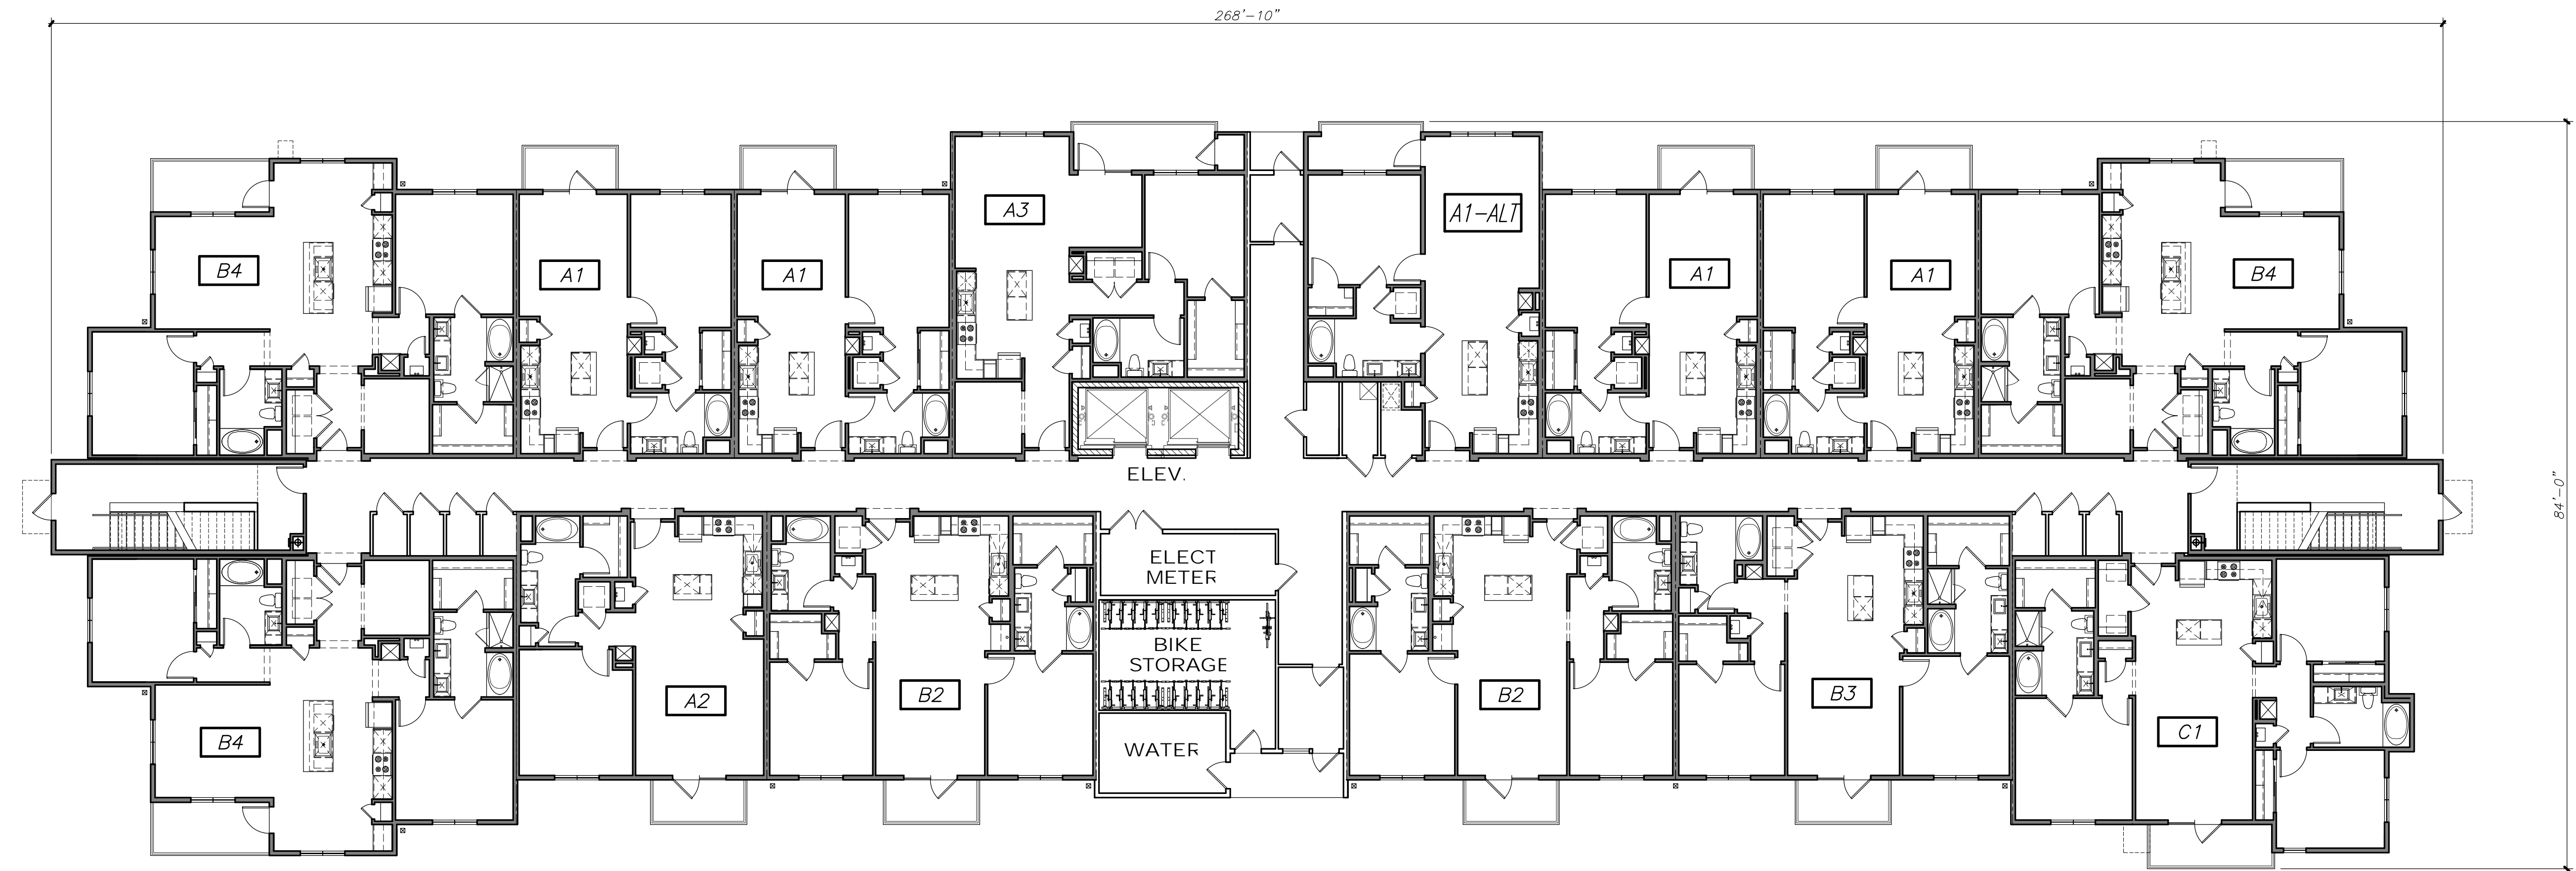 268'-10"
A3
A1-ALT
B4
A1
A1
A1
A1
B4
ELEV.
84'-0"
ELECT
METER
BIKE
STORAGE
A2
B2
B2
B3
C1
B4
WATER